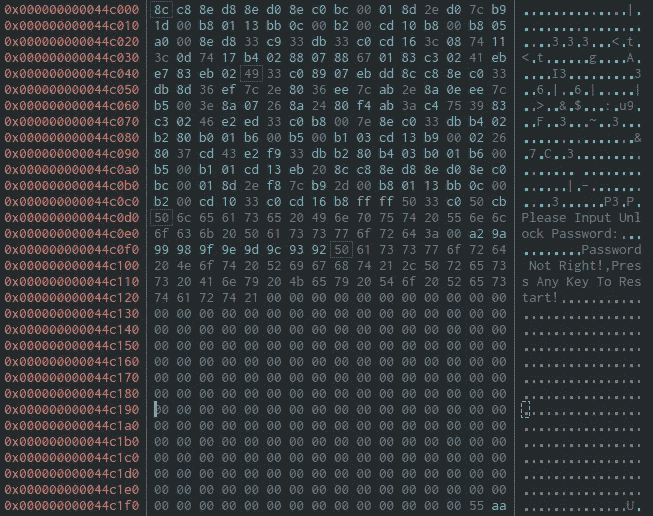 0x000000000044c000 8c c8 8e d8 8e d0 8e c0 bc 00 01 8d 2e d0 7c b9 ..............|.
0x000000000044c010 1d 00 b8 01 13 bb 0c 00 b2 00 cd 10 b8 00 b8 05 ................
0x000000000044c020 a0 00 8e d8 33 c9 33 db 33 c0 cd 16 3c 08 74 11 ....3.3.3...<.t.
0x000000000044c030 3c 0d 74 17 b4 02 88 07 88 67 01 83 c3 02 41 eb <.t......g....A.
0x000000000044c040 e7 83 eb 02 49 33 c0 89 07 eb dd 8c c8 8e c0 33 ....I3.........3
0x000000000044c050 db 8d 36 ef 7c 2e 80 36 ee 7c ab 2e 8a 0e ee 7c ..6.|..6.|.....|
0x000000000044c060 b5 00 3e 8a 07 26 8a 24 80 f4 ab 3a c4 75 39 83 ..>..&.$...:.u9.
0x000000000044c070 c3 02 46 e2 ed 33 c0 b8 00 7e 8e c0 33 db b4 02 ..F..3...~..3...
0x000000000044c080 b2 80 b0 01 b6 00 b5 00 b1 03 cd 13 b9 00 02 26 ...............&
0x000000000044c090 80 37 cd 43 e2 f9 33 db b2 80 b4 03 b0 01 b6 00 .7.C..3.........
0x000000000044c0a0 b5 00 b1 01 cd 13 eb 20 8c c8 8e d8 8e d0 8e c0 ....... ........
0x000000000044c0b0 bc 00 01 8d 2e f8 7c b9 2d 00 b8 01 13 bb 0c 00 ......|.-.......
0x000000000044c0c0 b2 00 cd 10 33 c0 cd 16 b8 ff ff 50 33 c0 50 cb ....3......P3.P.
0x000000000044c0d0 50 6c 65 61 73 65 20 49 6e 70 75 74 20 55 6e 6c Please Input Unl
0x000000000044c0e0 6f 63 6b 20 50 61 73 73 77 6f 72 64 3a 00 a2 9a ock Password:...
0x000000000044c0f0 99 98 9f 9e 9d 9c 93 92 50 61 73 73 77 6f 72 64 ........Password
0x000000000044c100 20 4e 6f 74 20 52 69 67 68 74 21 2c 50 72 65 73 Not Right!,Pres
0x000000000044c110 73 20 41 6e 79 20 4b 65 79 20 54 6f 20 52 65 73 s Any Key To Res
0x000000000044c120 74 61 72 74 21 00 00 00 00 00 00 00 00 00 00 00 tart!...........
0x000000000044c130 00 00 00 00 00 00 00 00 00 00 00 00 00 00 00 00 ................
0x000000000044c140 00 00 00 00 00 00 00 00 00 00 00 00 00 00 00 00 ................
0x000000000044c150 00 00 00 00 00 00 00 00 00 00 00 00 00 00 00 00 ................
0x000000000044c160 00 00 00 00 00 00 00 00 00 00 00 00 00 00 00 00 ................
0x000000000044c170 00 00 00 00 00 00 00 00 00 00 00 00 00 00 00 00 ................
0x000000000044c180 00 00 00 00 00 00 00 00 00 00 00 00 00 00 00 00 ................
0x000000000044c190 00 00 00 00 00 00 00 00 00 00 00 00 00 00 00 00 ................
0x000000000044c1a0 00 00 00 00 00 00 00 00 00 00 00 00 00 00 00 00 ................
0x000000000044c1b0 00 00 00 00 00 00 00 00 00 00 00 00 00 00 00 00 ................
0x000000000044c1c0 00 00 00 00 00 00 00 00 00 00 00 00 00 00 00 00 ................
0x000000000044c1d0 00 00 00 00 00 00 00 00 00 00 00 00 00 00 00 00 ................
0x000000000044c1e0 00 00 00 00 00 00 00 00 00 00 00 00 00 00 00 00 ................
0x000000000044c1f0 00 00 00 00 00 00 00 00 00 00 00 00 00 00 55 aa ..............U.